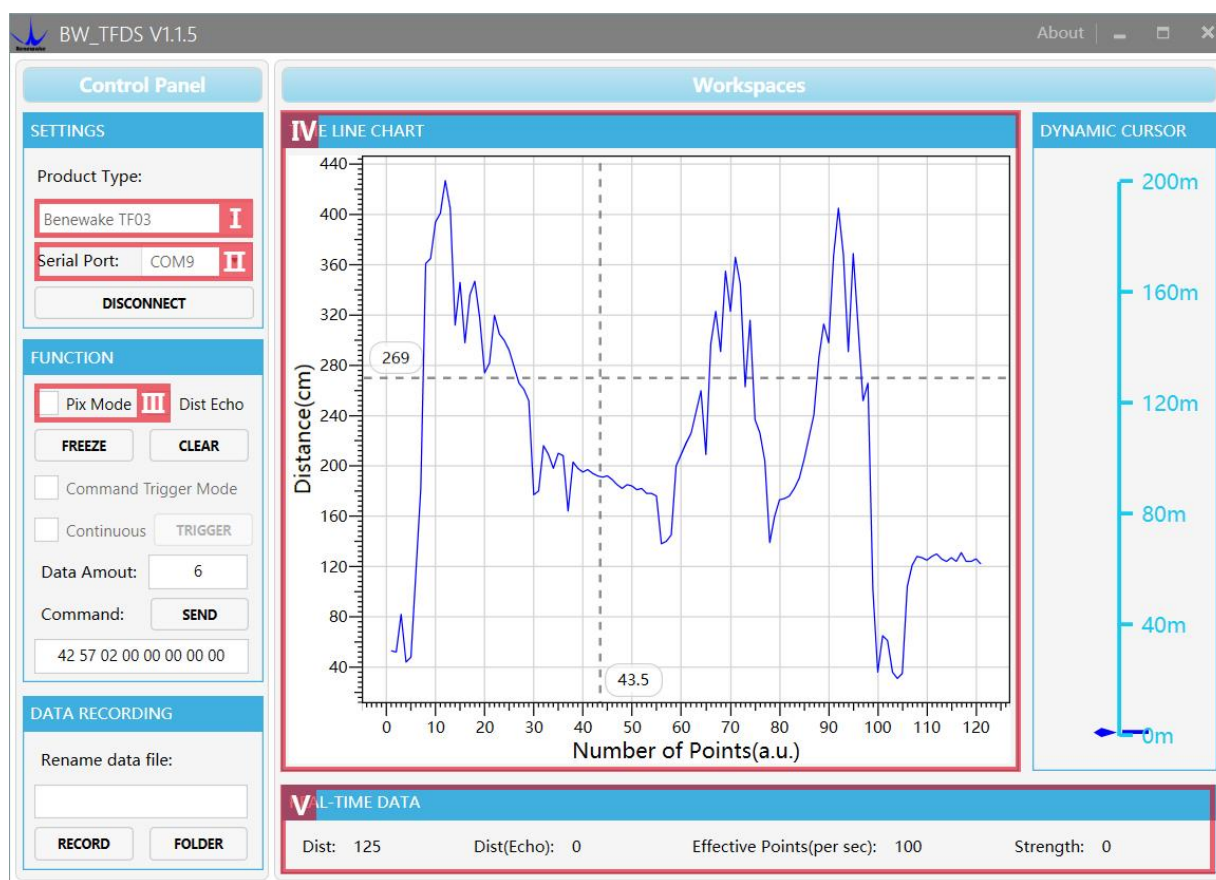 BW_TFDS V1.1.5
About
Benewake
Control Panel
Workspaces
SETTINGS
Product Type:
Benewake TF03 I
Serial Port: COM9 II
DISCONNECT
FUNCTION
Pix Mode III Dist Echo
FREEZE CLEAR
Command Trigger Mode
Continuous TRIGGER
Data Amout: 6
Command: SEND
42 57 02 00 00 00 00 00
DATA RECORDING
Rename data file:
RECORD FOLDER
IV E LINE CHART
440
400
360
320
280
240
200
160
120
80
40
Distance(cm)
269
43.5
0 10 20 30 40 50 60 70 80 90 100 110 120
Number of Points(a.u.)
DYNAMIC CURSOR
200m
160m
120m
80m
40m
0m
V AL-TIME DATA
Dist: 125 Dist(Echo): 0 Effective Points(per sec): 100 Strength: 0